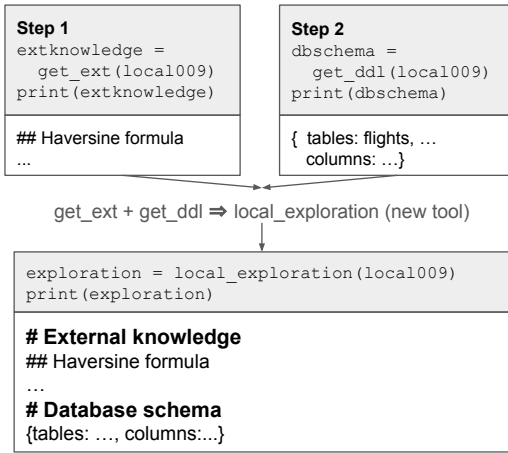 Step 1
extknowledge =
get_ext(local009)
print(extknowledge)
## Haversine formula
...
Step 2
dbschema =
get_ddl(local009)
print(dbschema)
{ tables: flights, …
columns: …}
get_ext + get_ddl ⇒ local_exploration (new tool)
exploration = local_exploration(local009)
print(exploration)
# External knowledge
## Haversine formula
…
# Database schema
{tables: …, columns:...}